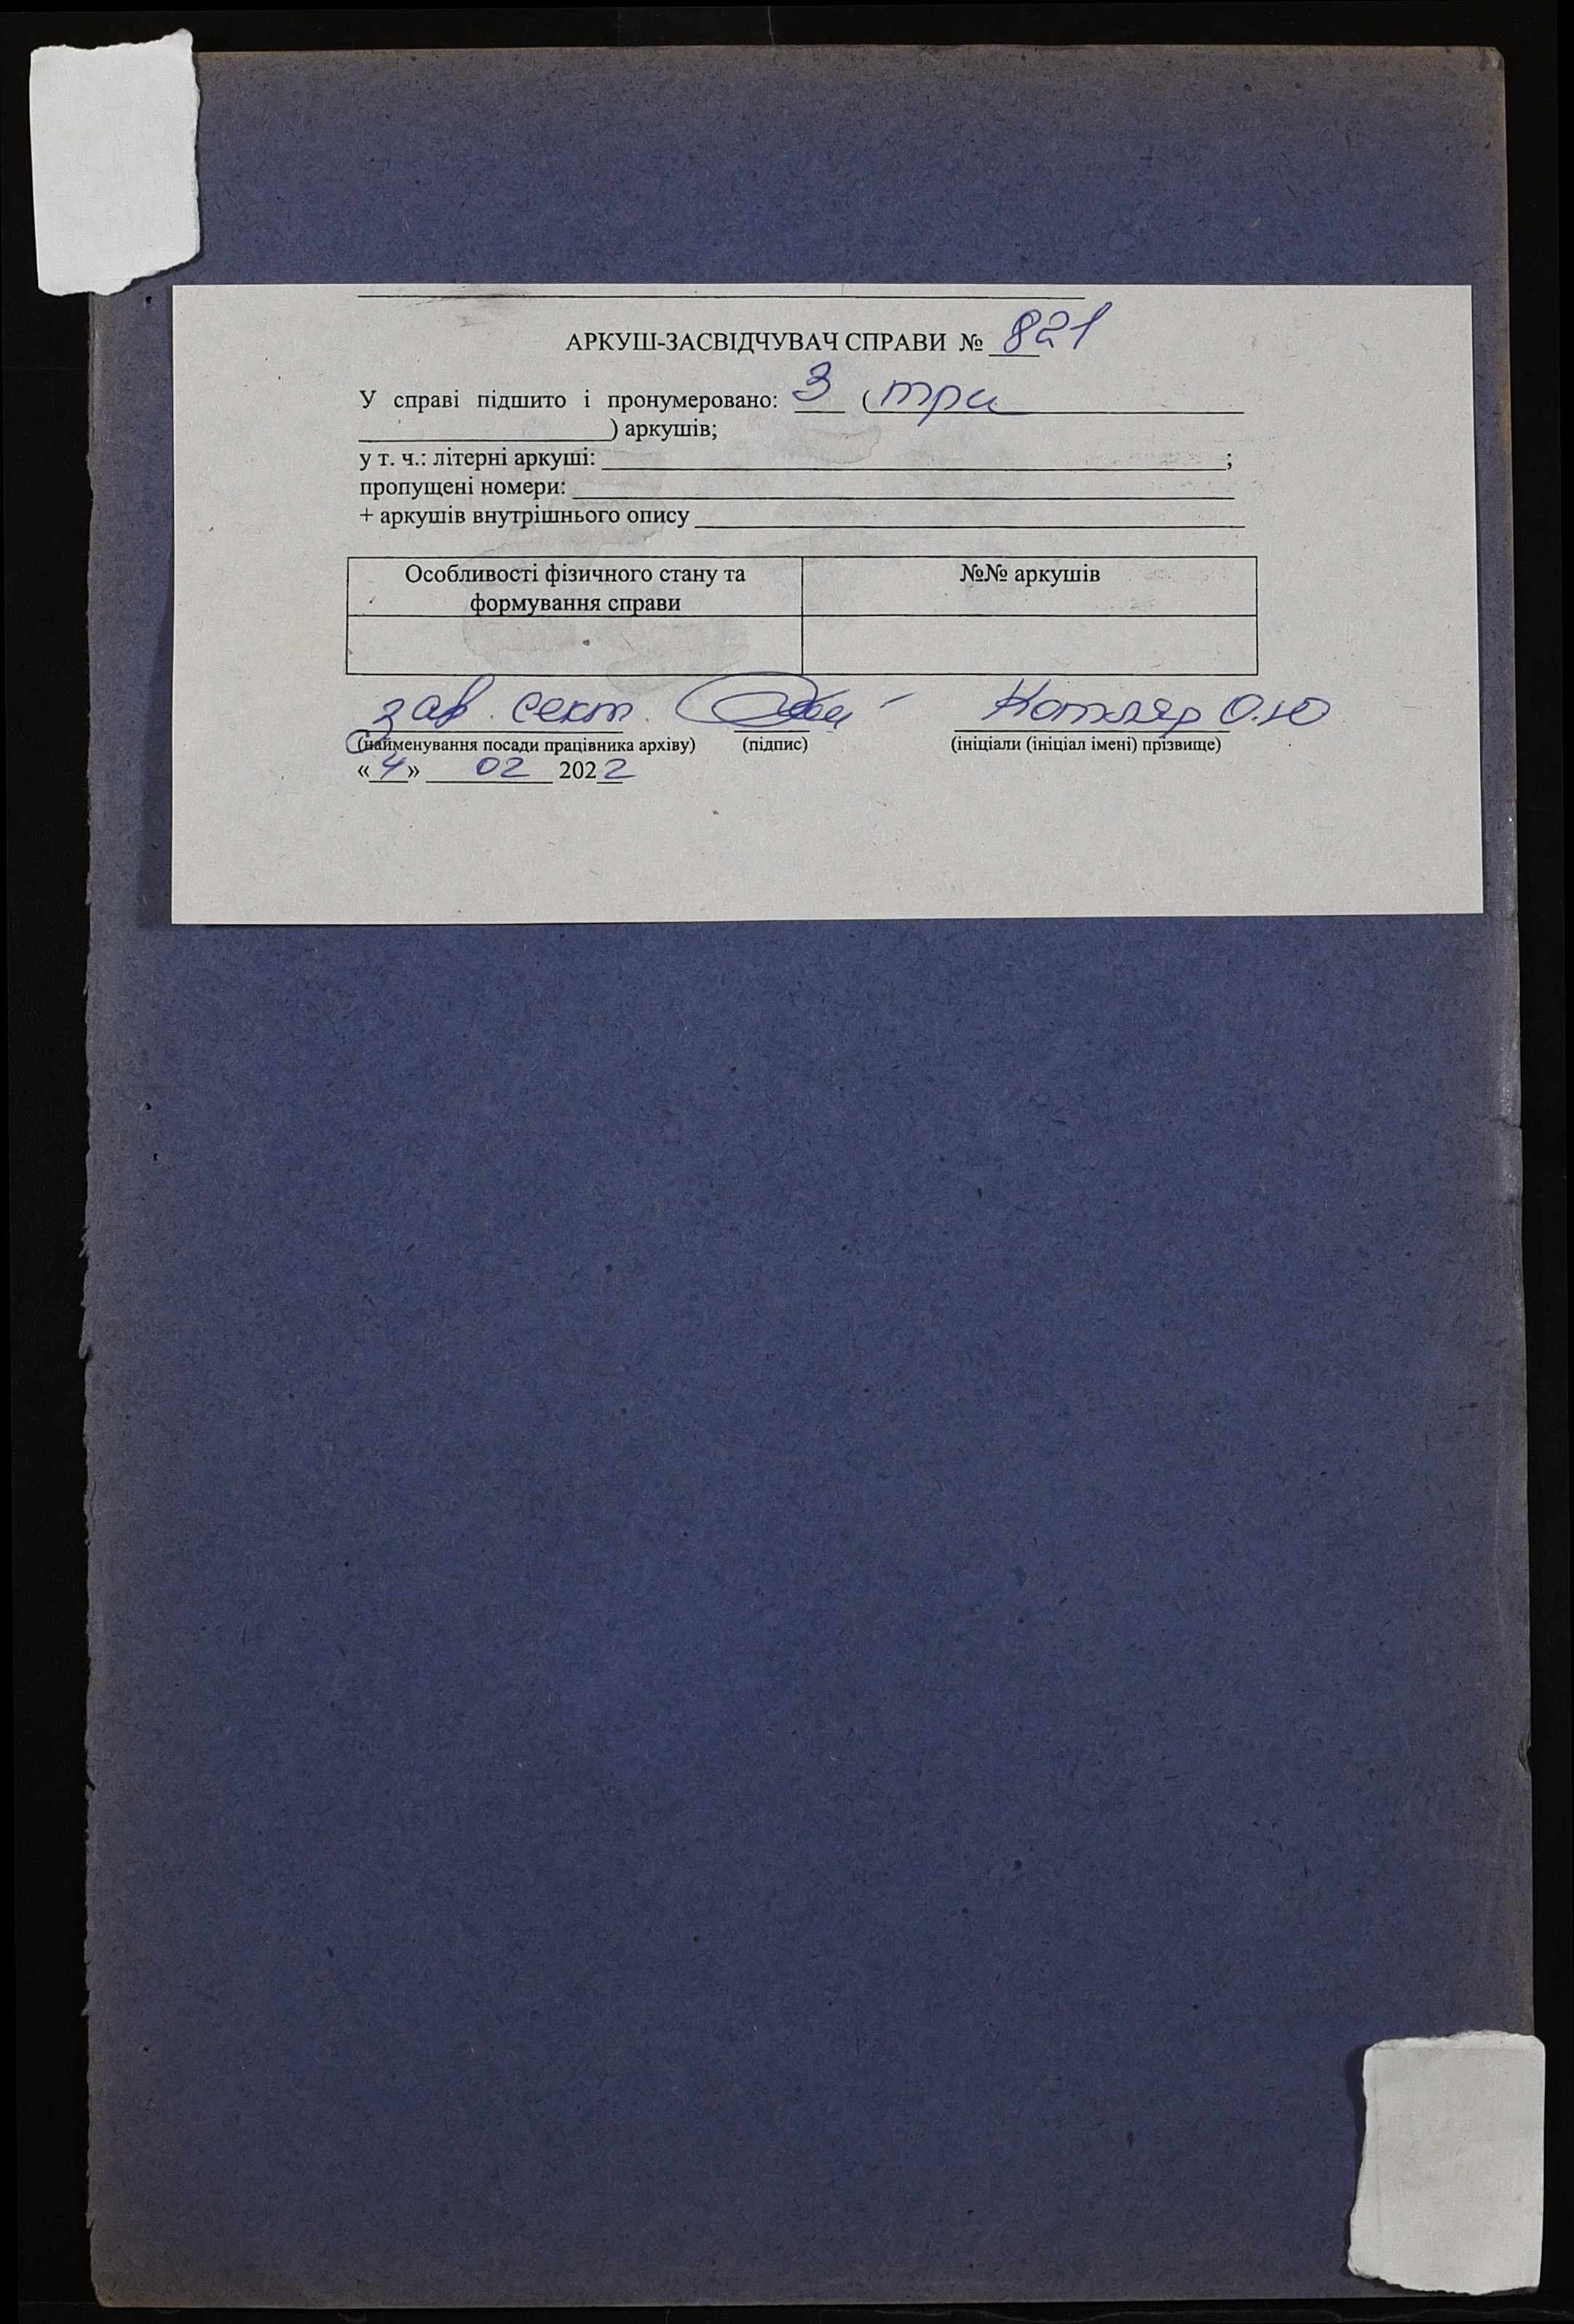 АРКУШ-ЗАСВІДЧУВАЧ СПРАВИ № 821
У справі підшито і пронумеровано: 3 ( три
) аркушів;
у т. ч.: літерні аркуші: ;
пропущені номери:
+ аркушів внутрішнього опису
Особливості фізичного стану та формування справи
№№ аркушів
зав. сект. Котляр О.Ю
(найменування посади працівника архіву) (підпис) (ініціали (ініціал імені) прізвище)
«4» 02 2022